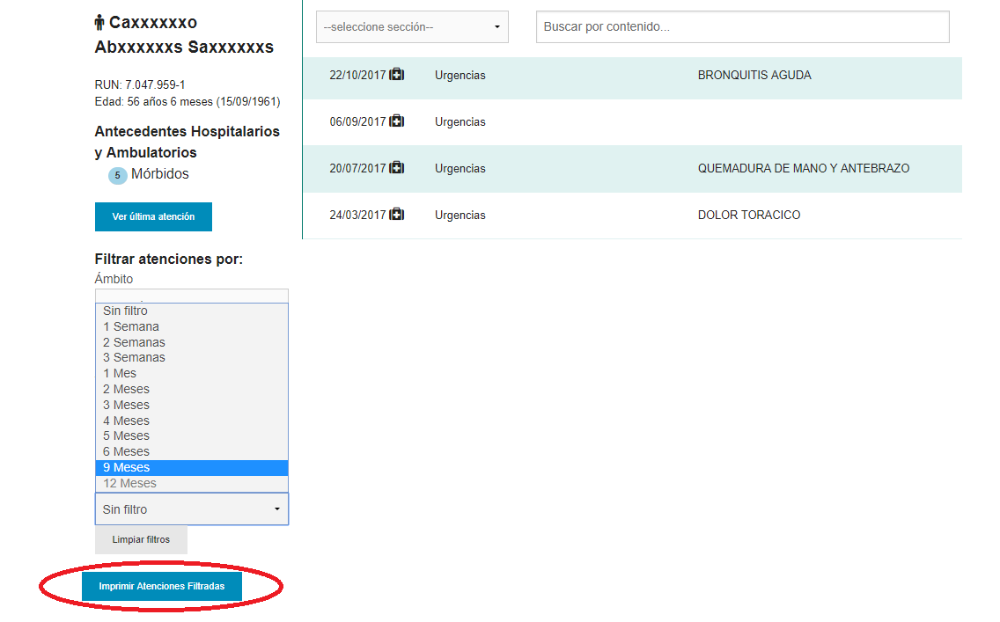 Caxxxxxxo
Abxxxxxxs Saxxxxxxs
RUN: 7.047.959-1
Edad: 56 años 6 meses (15/09/1961)
Antecedentes Hospitalarios
y Ambulatorios
5 Mórbidos
Ver última atención
Filtrar atenciones por:
Ámbito
Sin filtro
1 Semana
2 Semanas
3 Semanas
1 Mes
2 Meses
3 Meses
4 Meses
5 Meses
6 Meses
9 Meses
12 Meses
Sin filtro
Limpiar filtros
Imprimir Atenciones Filtradas
--seleccione sección--
Buscar por contenido...
22/10/2017 Urgencias BRONQUITIS AGUDA
06/09/2017 Urgencias
20/07/2017 Urgencias QUEMADURA DE MANO Y ANTEBRAZO
24/03/2017 Urgencias DOLOR TORACICO